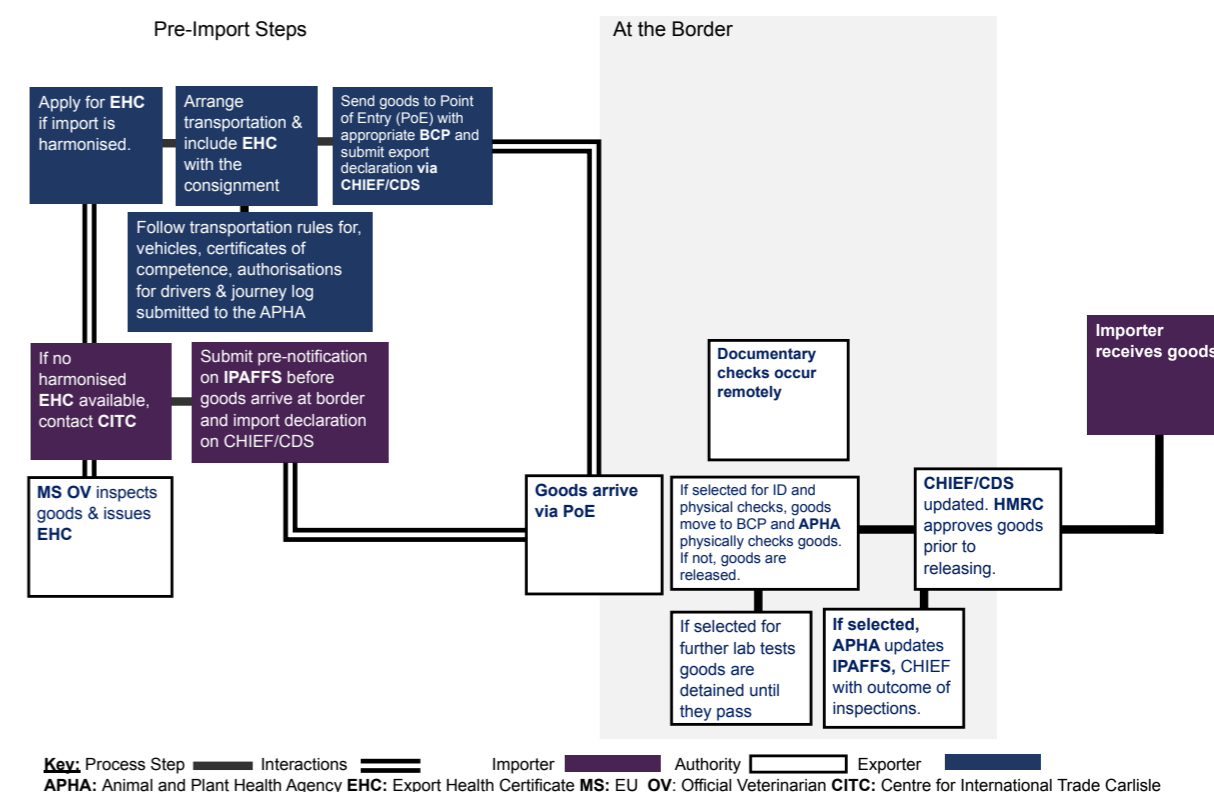 Pre-Import Steps
At the Border
Apply for EHC
if import is
harmonised.
Arrange
transportation &
include EHC
with the
consignment
Send goods to Point
of Entry (PoE) with
appropriate BCP and
submit export
declaration via
CHIEF/CDS
Follow transportation rules for,
vehicles, certificates of
competence, authorisations
for drivers & journey log
submitted to the APHA
If no
harmonised
EHC available,
contact CITC
Submit pre-notification
on IPAFFS before
goods arrive at border
and import declaration
on CHIEF/CDS
MS OV inspects
goods & issues
EHC
Goods arrive
via PoE
Documentary
checks occur
remotely
If selected for ID and
physical checks, goods
move to BCP and APHA
physically checks goods.
If not, goods are
released.
If selected for
further lab tests
goods are
detained until
they pass
CHIEF/CDS
updated. HMRC
approves goods
prior to
releasing.
If selected,
APHA updates
IPAFFS, CHIEF
with outcome of
inspections.
Importer
receives goods
Key: Process Step Interactions Importer Authority Exporter
APHA: Animal and Plant Health Agency EHC: Export Health Certificate MS: EU OV: Official Veterinarian CITC: Centre for International Trade Carlisle